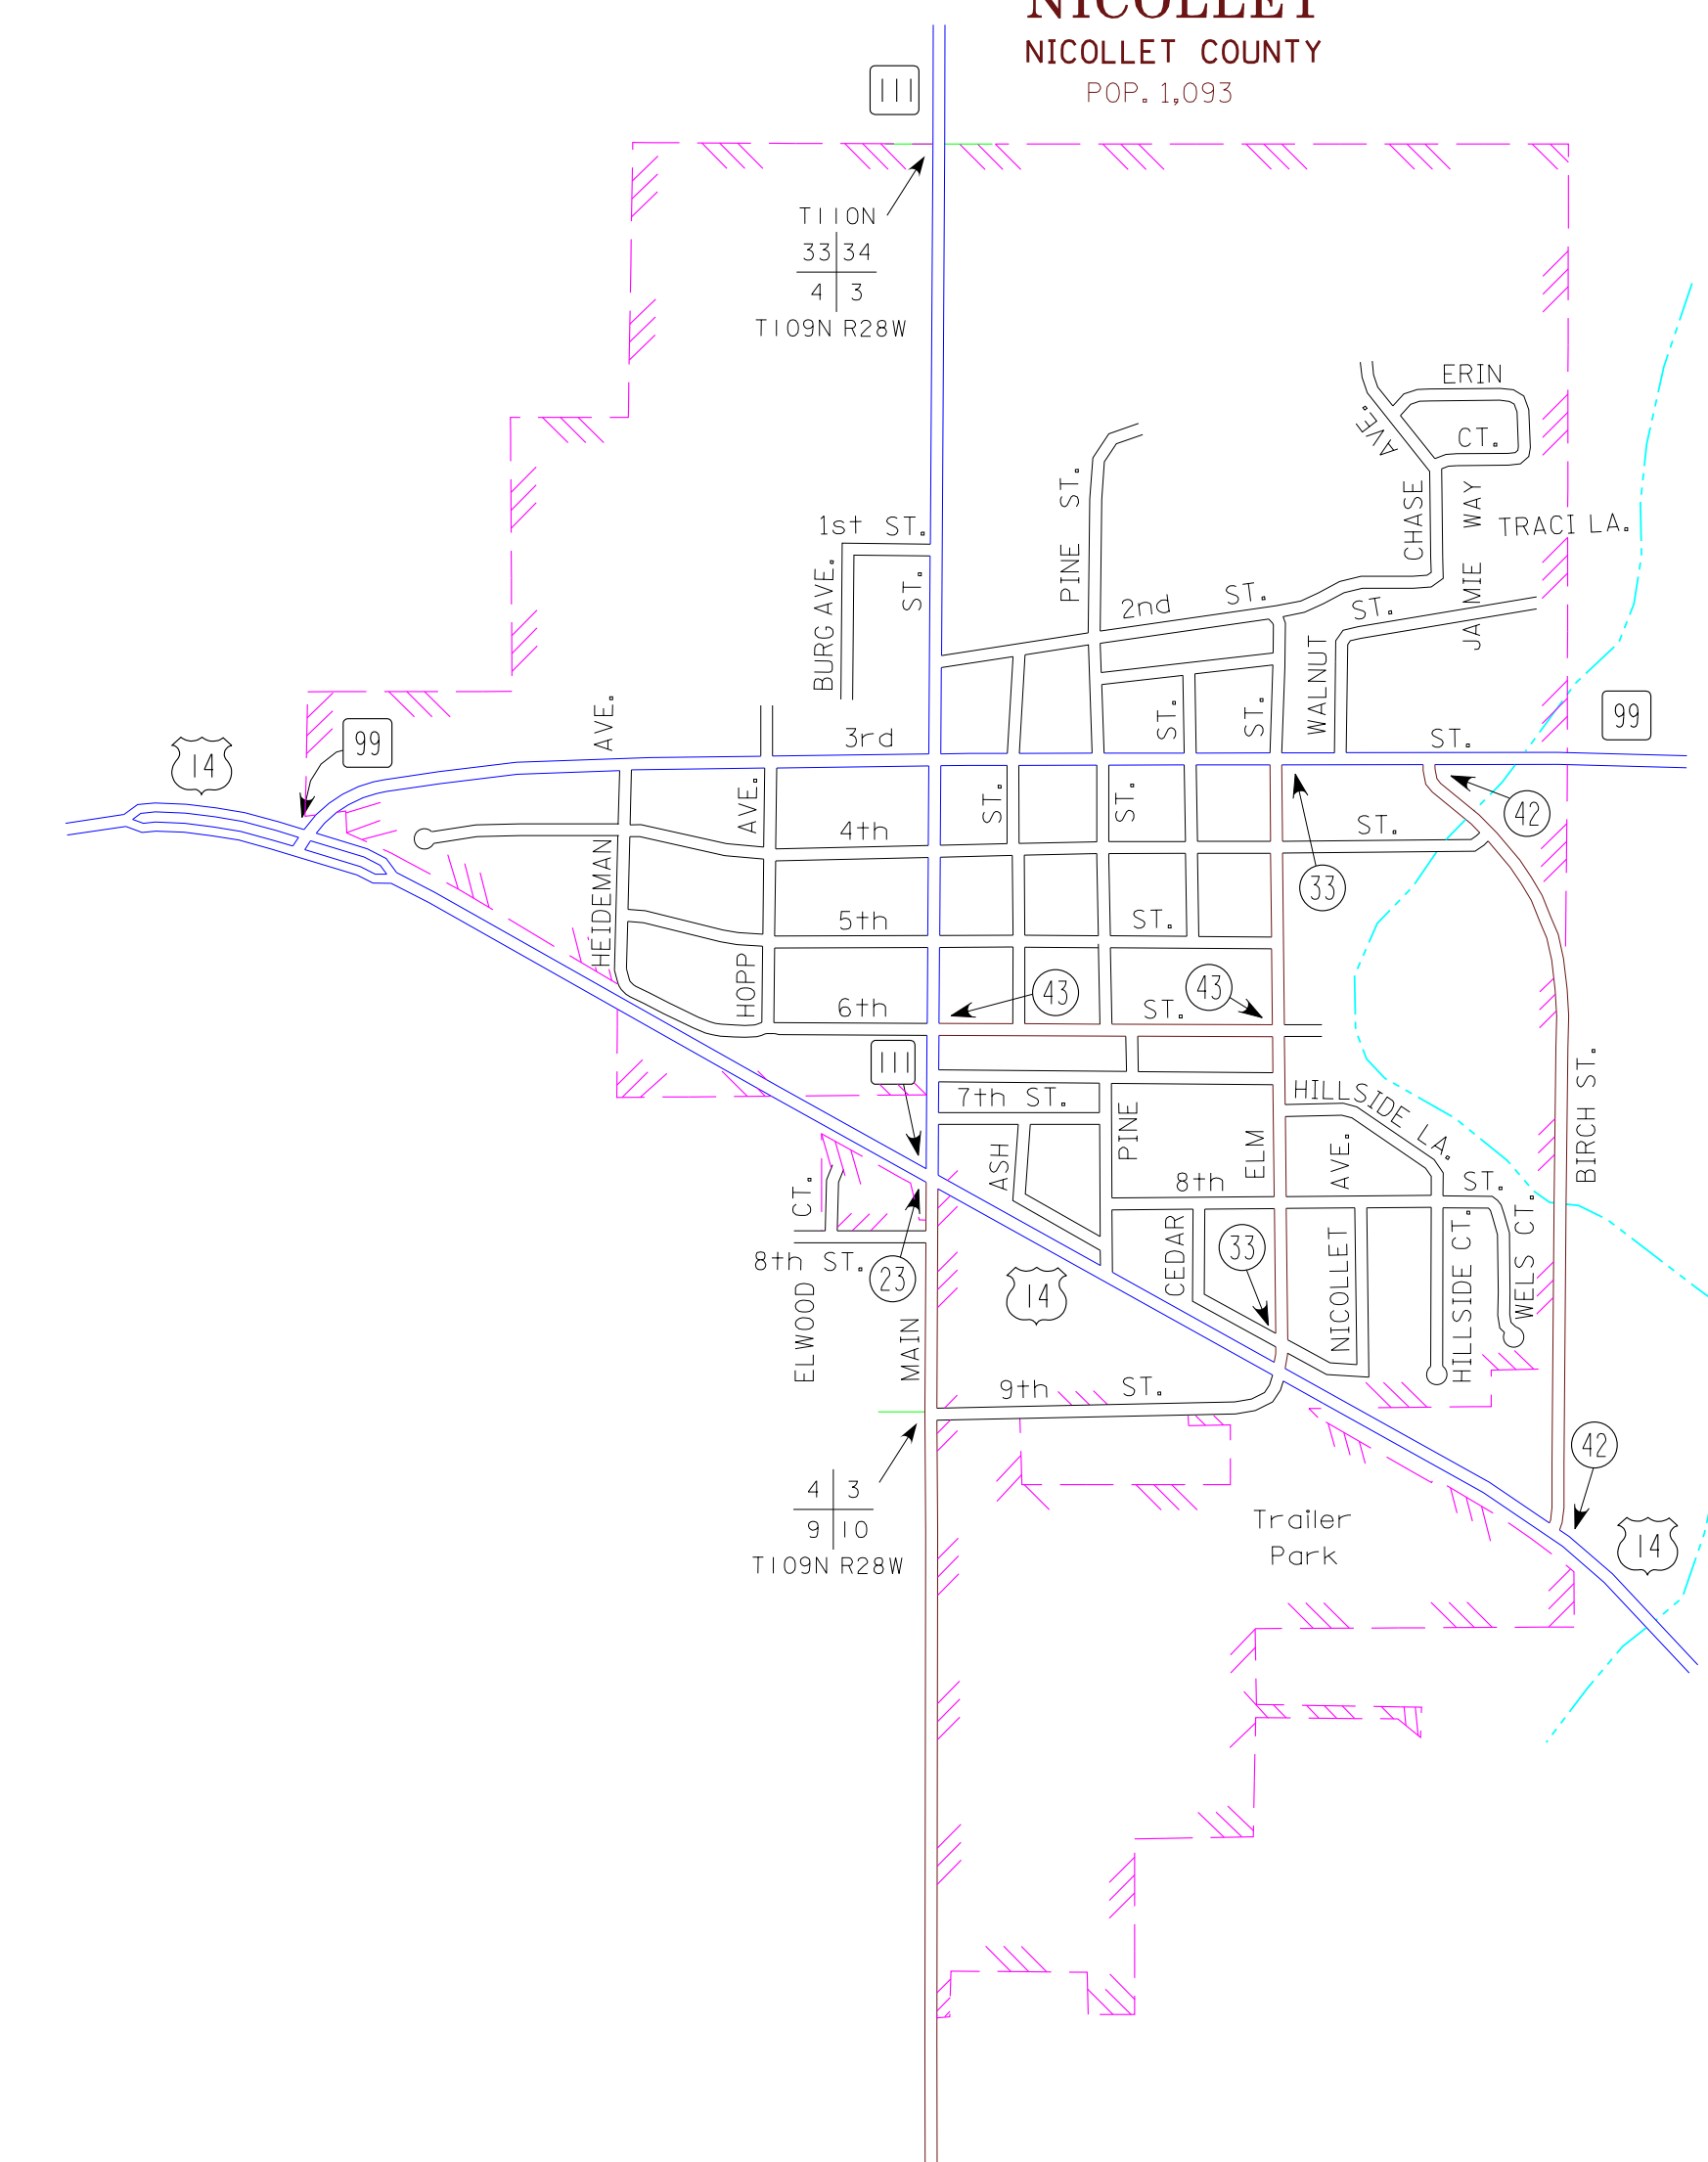 NICOLLET
NICOLLET COUNTY
POP. 1,093
111
T110N
33 34
4 3
T109N R28W
ERIN
CT.
AVE.
CHASE
JAMIE WAY
TRACI LA.
PINE ST.
1st ST.
BURG AVE.
ST.
2nd ST.
ST.
WALNUT
ST.
ST.
99
14
99
AVE.
3rd
ST.
AVE.
ST.
ST.
4th
ST.
42
33
HEIDEMAN
5th
ST.
HOPP
6th
43
ST.
43
111
7th ST.
HILLSIDE LA.
BIRCH ST.
ASH
PINE
ELM
AVE.
8th
ST.
CT.
8th ST.
23
14
CEDAR
33
NICOLLET
HILLSIDE CT.
WELS CT.
ELWOOD
MAIN
9th ST.
4 3
9 10
T109N R28W
42
14
Trailer
Park